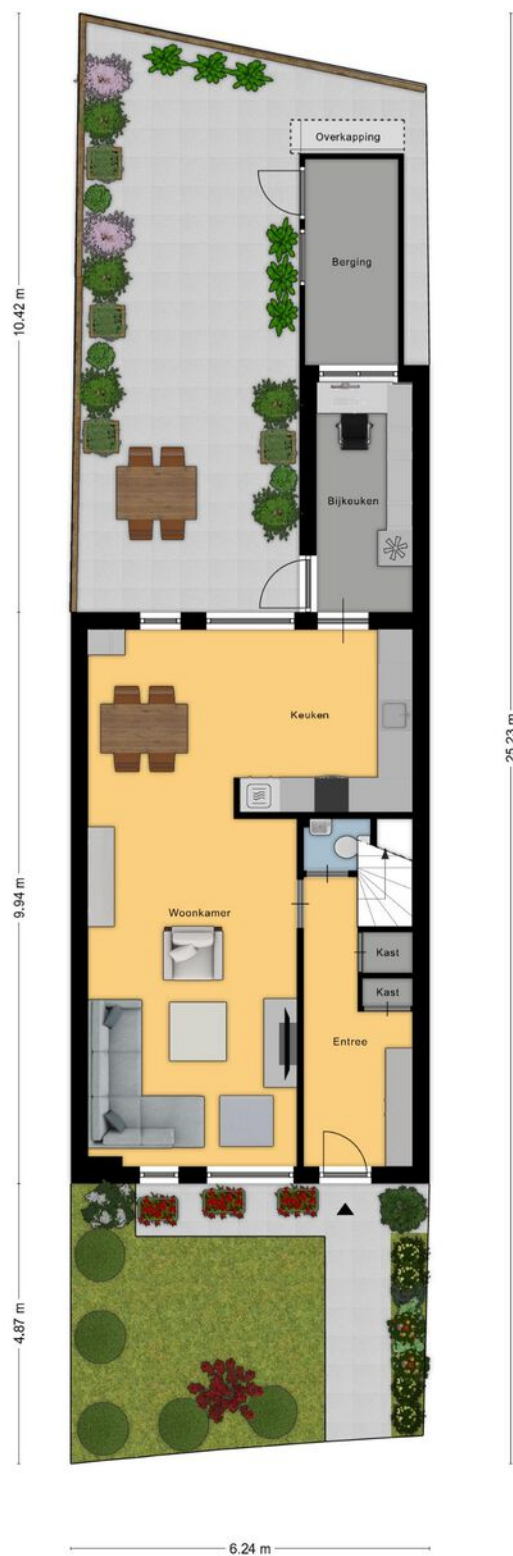 Overkapping
Berging
10.42 m
Bijkeuken
Keuken
25.23 m
9.94 m
Woonkamer
Kast
Kast
Entree
4.87 m
6.24 m